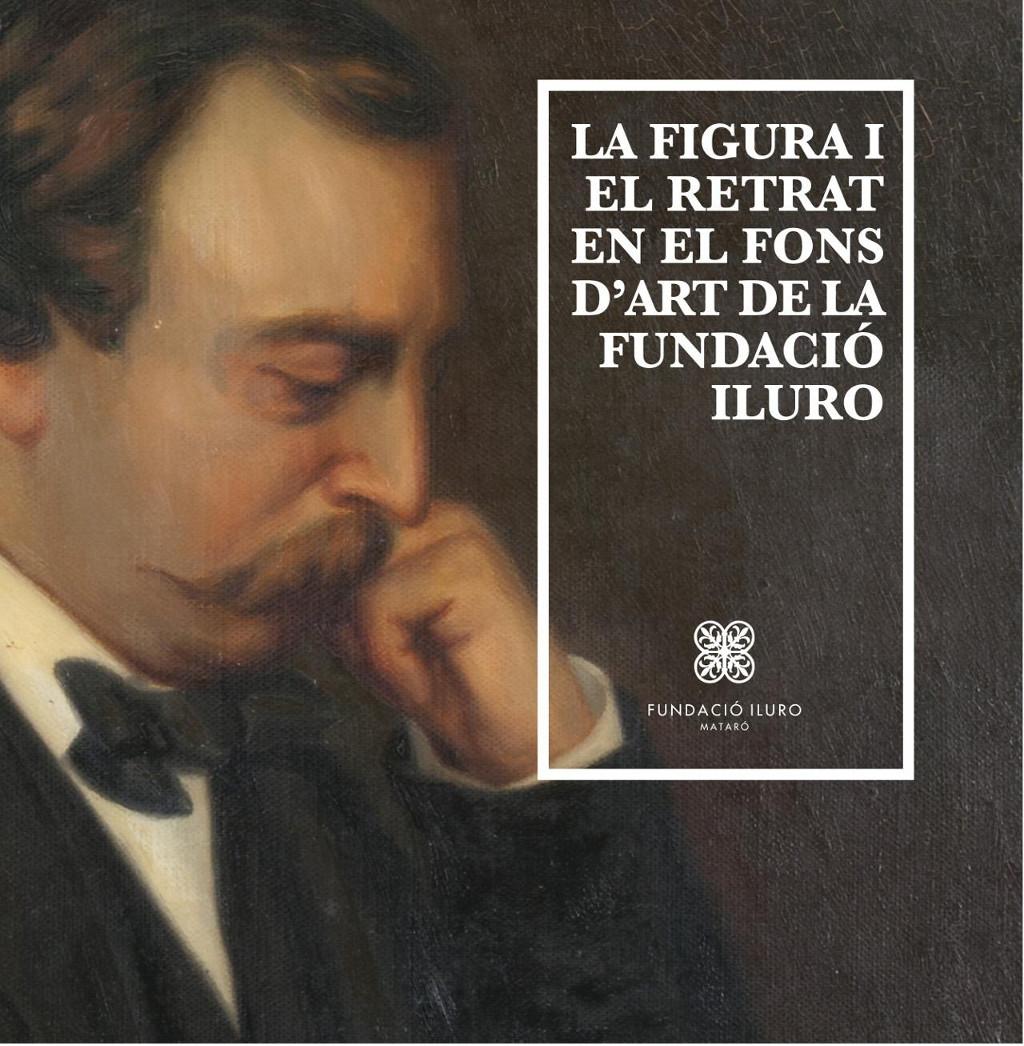 LA FIGURA I
EL RETRAT
EN EL FONS
D’ART DE LA
FUNDACIÓ
ILURO
FUNDACIÓ ILURO
MATARÓ